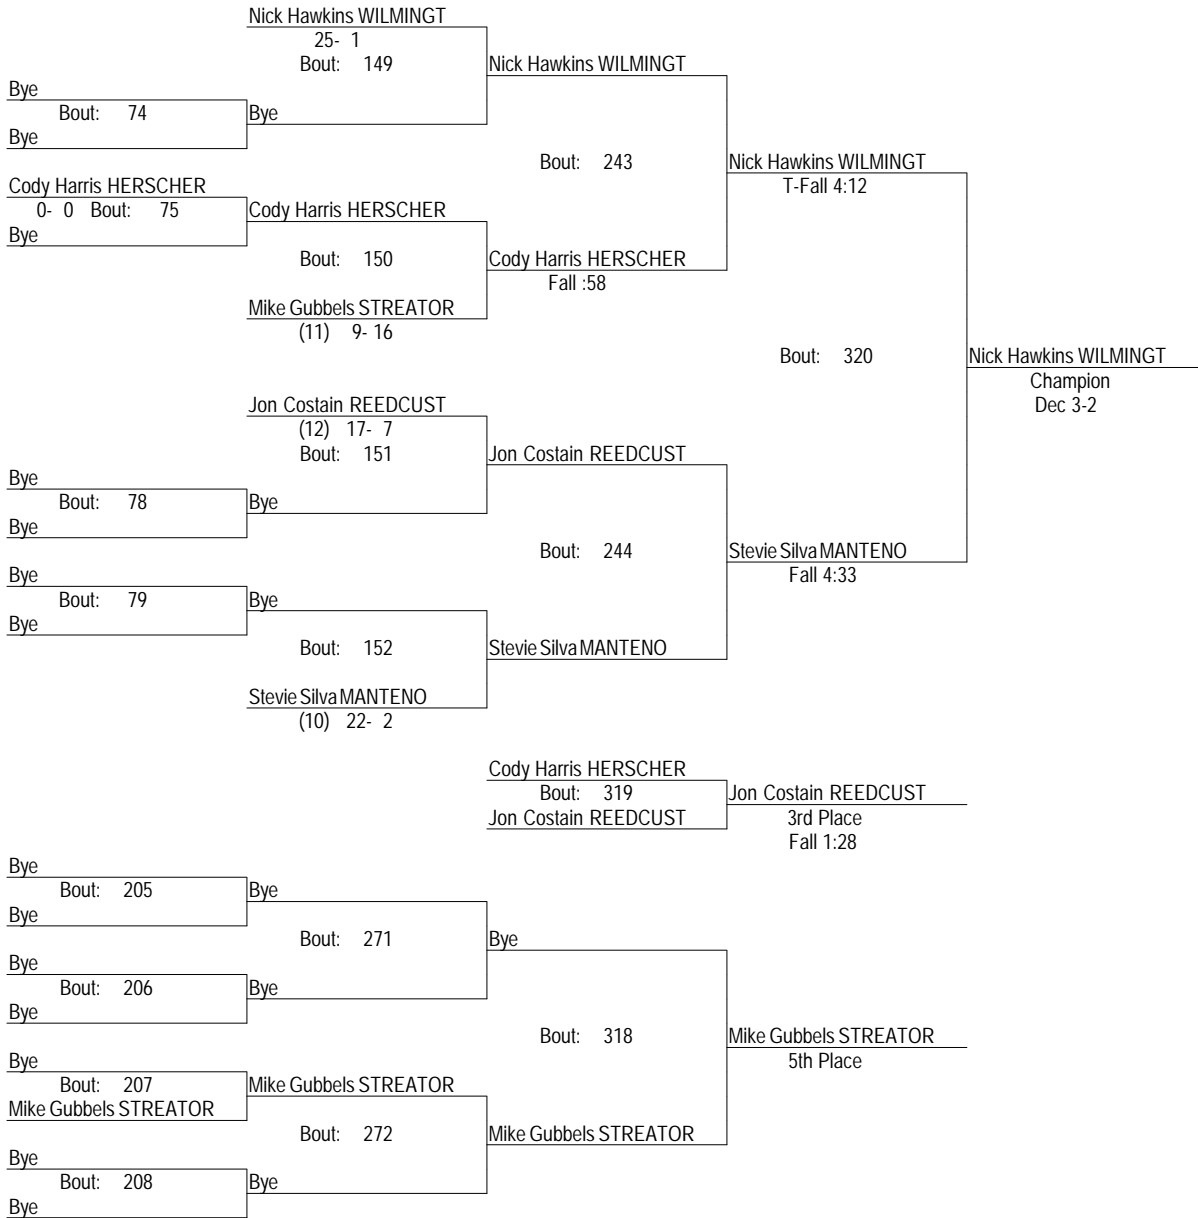 Nick Hawkins WILMINGT
25- 1
Bout: 149 Nick Hawkins WILMINGT
Bye
Bout: 74 Bye
Bye
Bout: 243 Nick Hawkins WILMINGT
T-Fall 4:12
Cody Harris HERSCHER
0- 0 Bout: 75 Cody Harris HERSCHER
Bye
Bout: 150 Cody Harris HERSCHER
Fall :58
Mike Gubbels STREATOR
(11) 9- 16
Bout: 320 Nick Hawkins WILMINGT
Champion
Dec 3-2
Jon Costain REEDCUST
(12) 17- 7
Bout: 151 Jon Costain REEDCUST
Bye
Bout: 78 Bye
Bye
Bout: 244 Stevie Silva MANTENO
Fall 4:33
Bye
Bout: 79 Bye
Bye
Bout: 152 Stevie Silva MANTENO
Stevie Silva MANTENO
(10) 22- 2
Cody Harris HERSCHER
Bout: 319 Jon Costain REEDCUST
Jon Costain REEDCUST 3rd Place
Fall 1:28
Bye
Bout: 205 Bye
Bye
Bout: 271 Bye
Bye
Bout: 206 Bye
Bye
Bout: 318 Mike Gubbels STREATOR
5th Place
Bye
Bout: 207 Mike Gubbels STREATOR
Mike Gubbels STREATOR
Bout: 272 Mike Gubbels STREATOR
Bye
Bout: 208 Bye
Bye